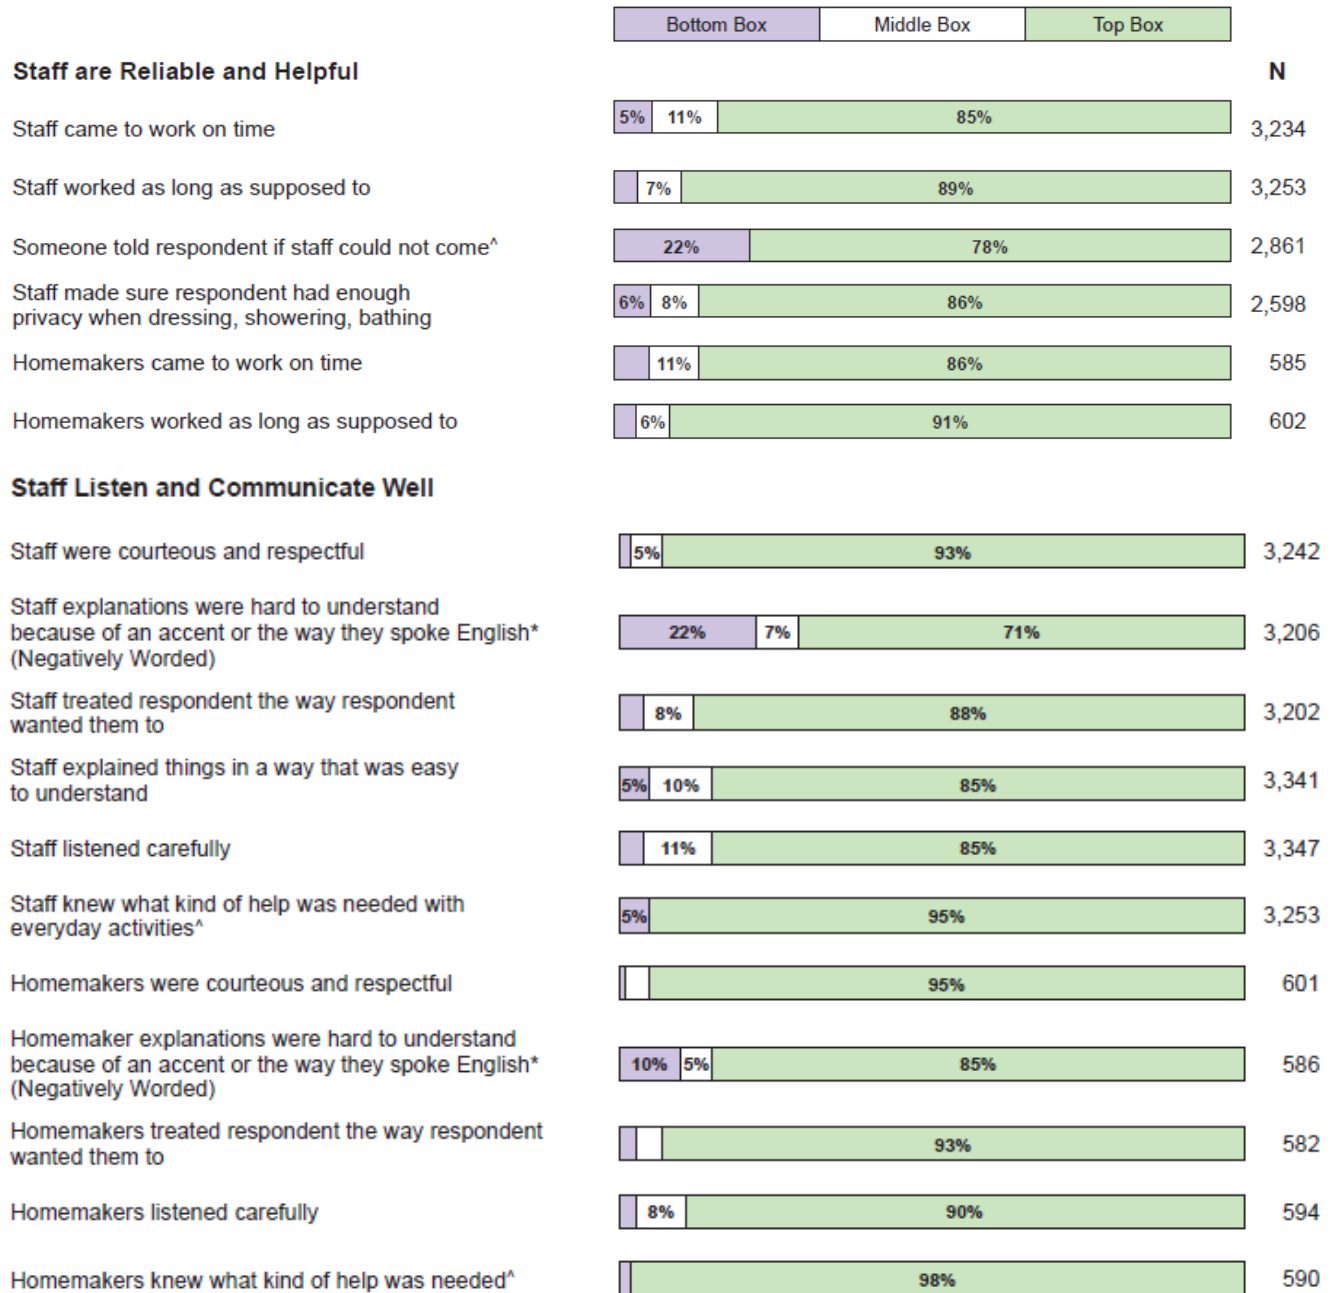 Bottom Box Middle Box Top Box
Staff are Reliable and Helpful N
Staff came to work on time 5% 11% 85% 3,234
Staff worked as long as supposed to 7% 89% 3,253
Someone told respondent if staff could not come^ 22% 78% 2,861
Staff made sure respondent had enough
privacy when dressing, showering, bathing 6% 8% 86% 2,598
Homemakers came to work on time 11% 86% 585
Homemakers worked as long as supposed to 6% 91% 602
Staff Listen and Communicate Well
Staff were courteous and respectful 5% 93% 3,242
Staff explanations were hard to understand
because of an accent or the way they spoke English* 22% 7% 71% 3,206
(Negatively Worded)
Staff treated respondent the way respondent
wanted them to 8% 88% 3,202
Staff explained things in a way that was easy
to understand 5% 10% 85% 3,341
Staff listened carefully 11% 85% 3,347
Staff knew what kind of help was needed with
everyday activities^ 5% 95% 3,253
Homemakers were courteous and respectful 95% 601
Homemaker explanations were hard to understand
because of an accent or the way they spoke English* 10% 5% 85% 586
(Negatively Worded)
Homemakers treated respondent the way respondent
wanted them to 93% 582
Homemakers listened carefully 8% 90% 594
Homemakers knew what kind of help was needed^ 98% 590